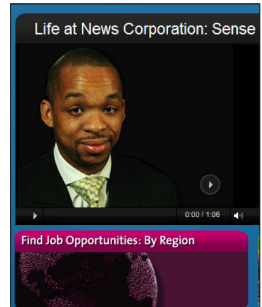 Life at News Corporation: Sense
0:00 / 1:06
Find Job Opportunities: By Region